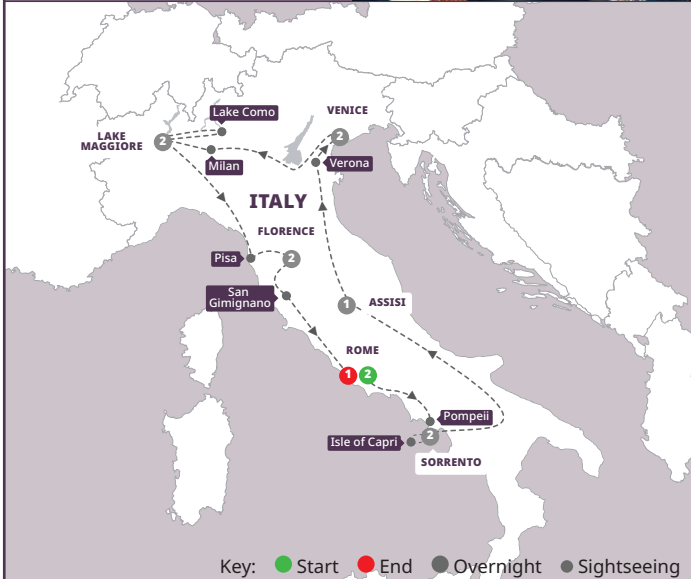 Lake Como
VENICE
2
LAKE
MAGGIORE
2
Milan
Verona
ITALY
FLORENCE
2
Pisa
San
Gimignano
ASSISI
1
ROME
1
2
Pompeii
Isle of Capri
2
SORRENTO
Key: Start End Overnight Sightseeing